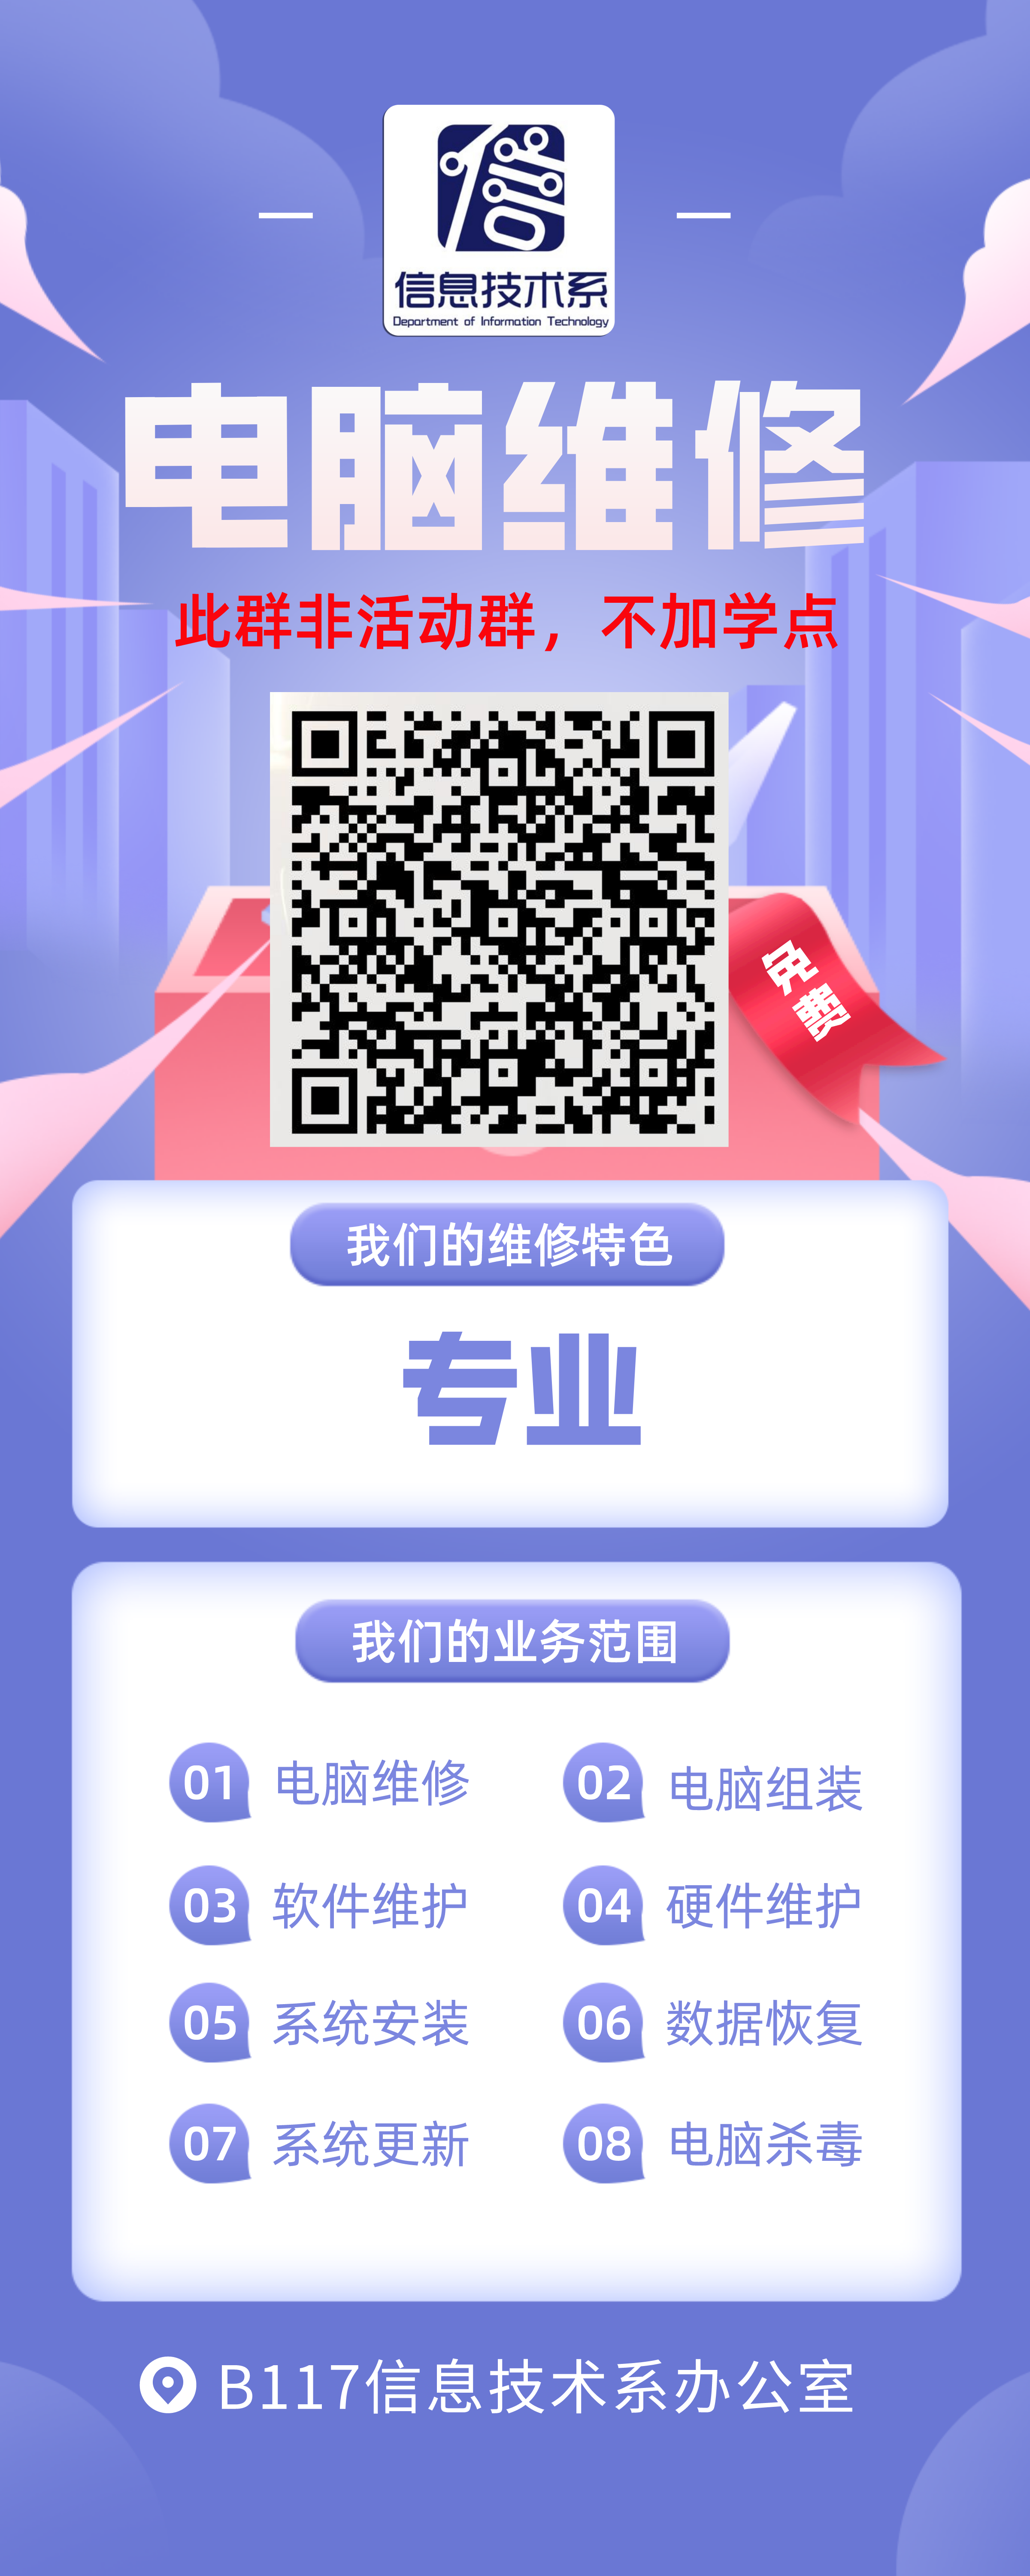 信息技术系
Department of Information Technology
电脑维修
此群非活动群，不加学点
免费
我们的维修特色
专业
我们的业务范围
01 电脑维修
02 电脑组装
03 软件维护
04 硬件维护
05 系统安装
06 数据恢复
07 系统更新
08 电脑杀毒
B117信息技术系办公室